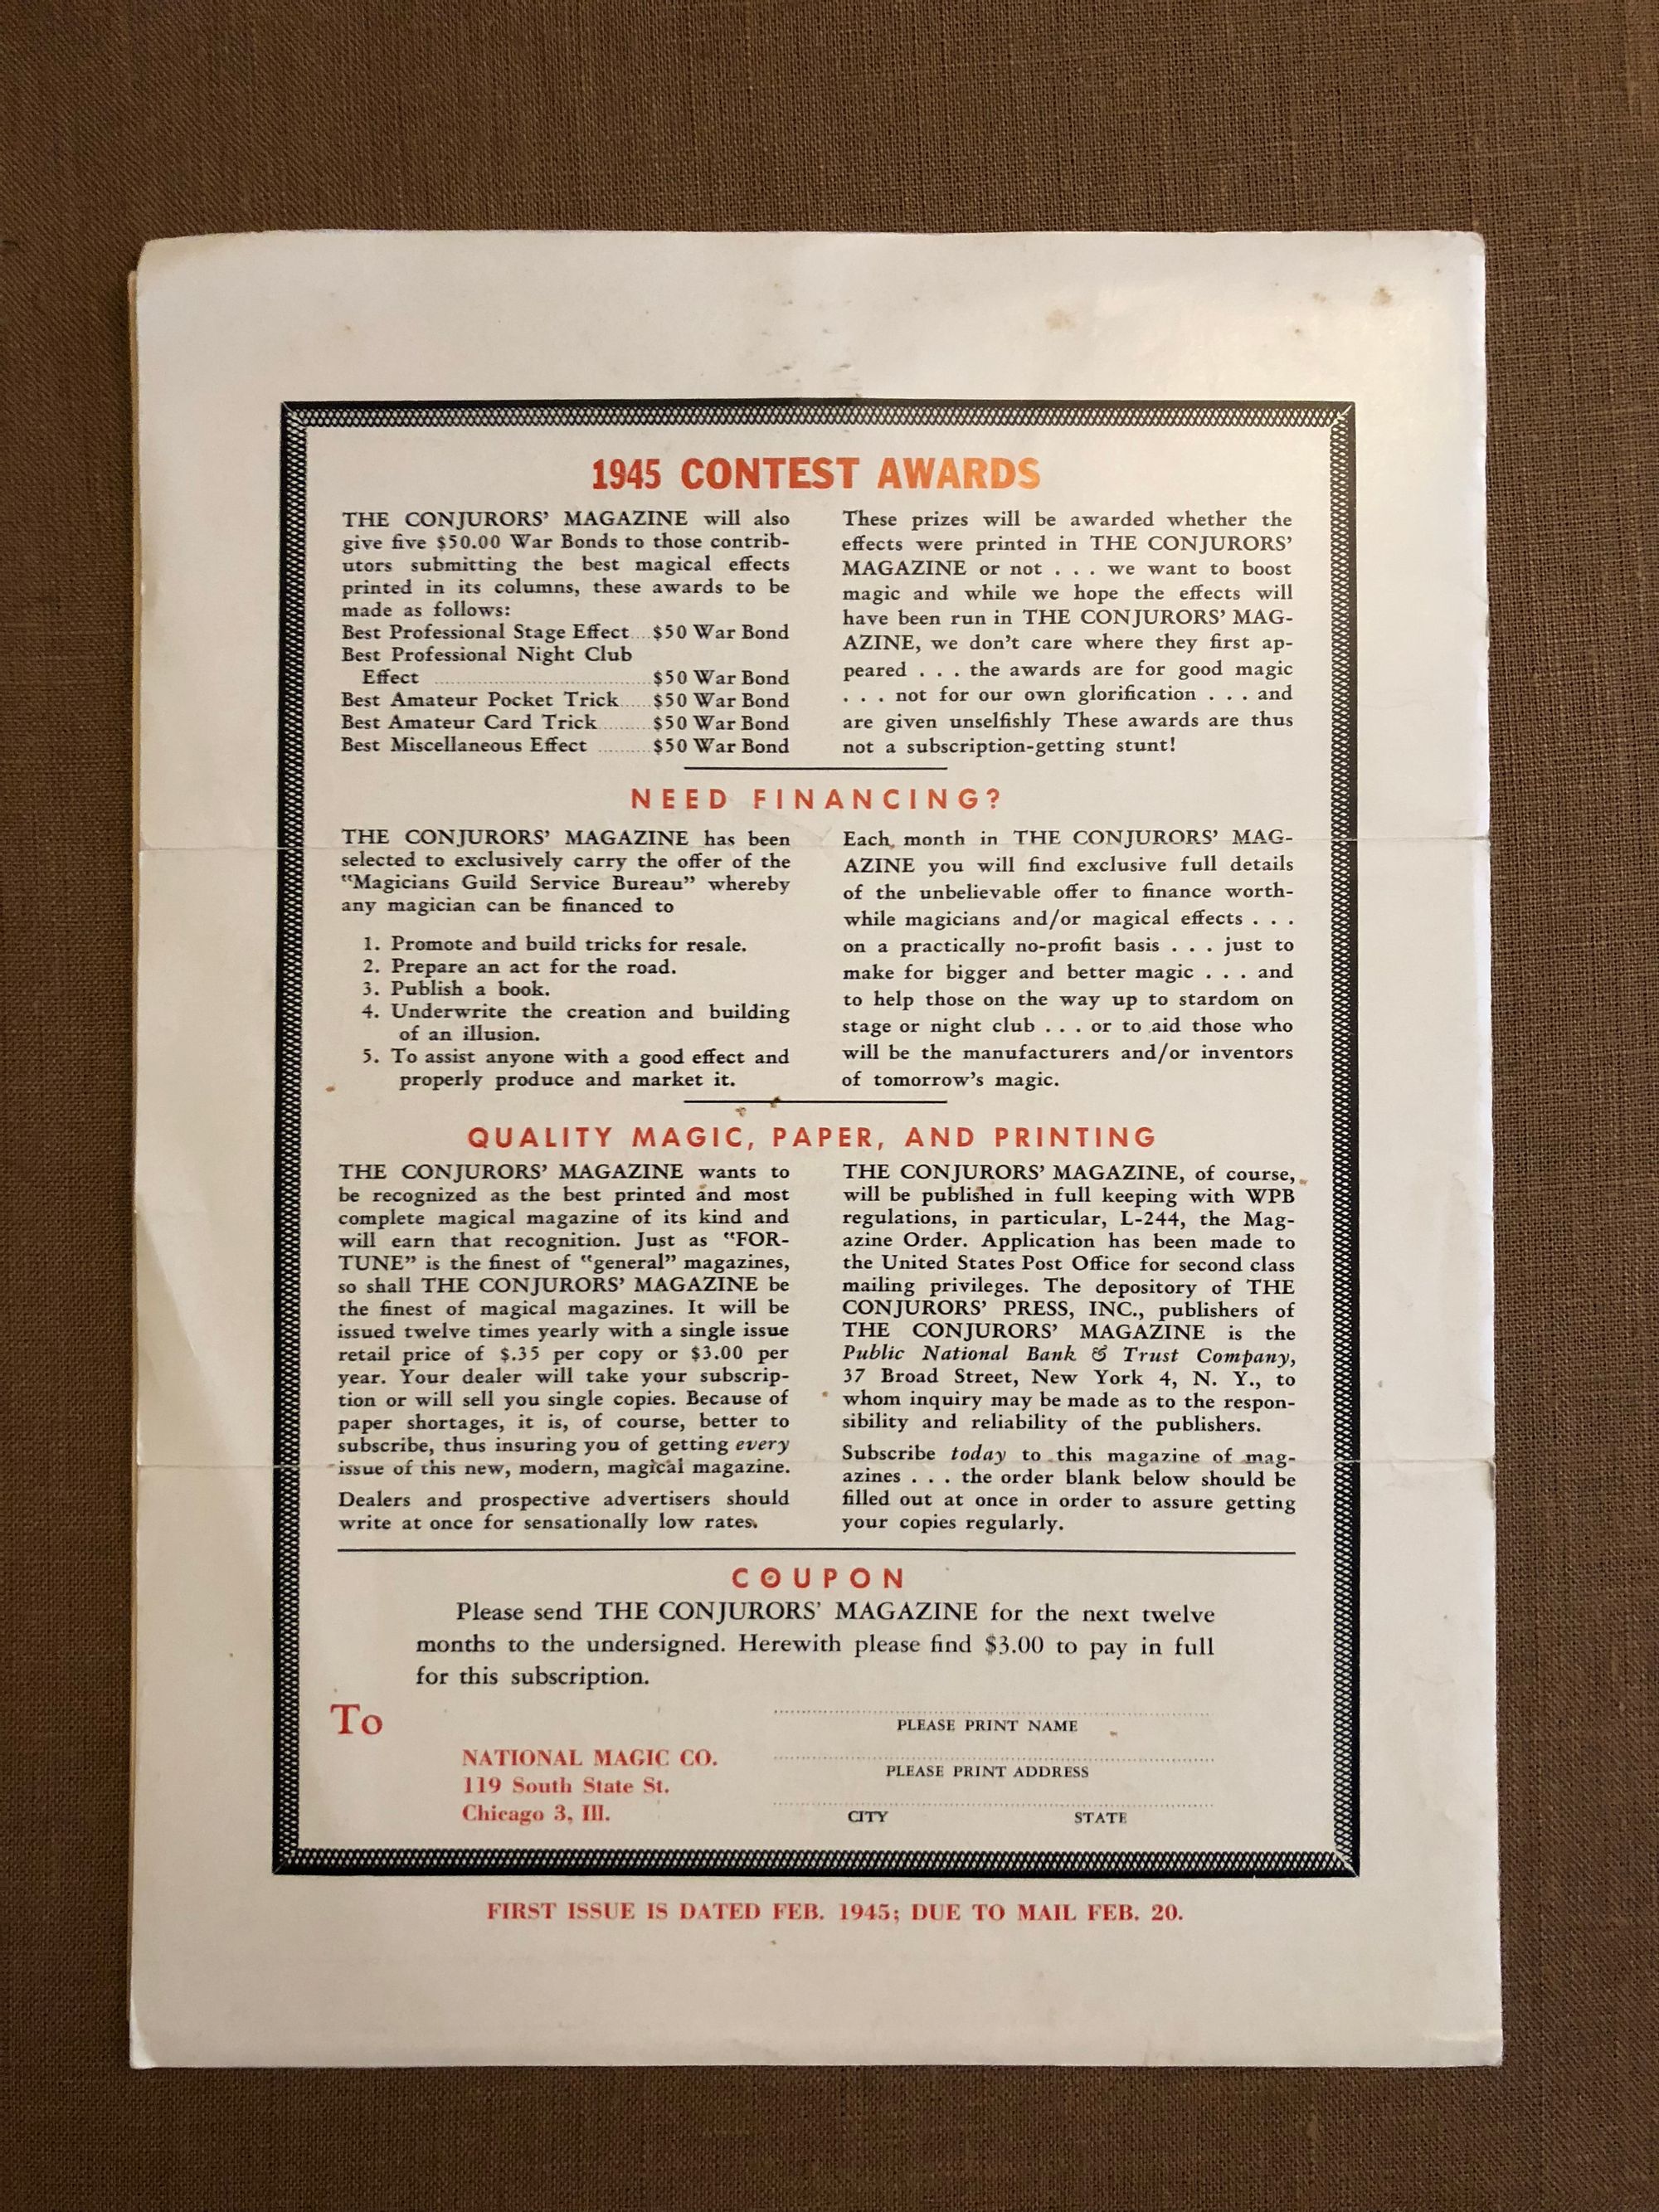 1945 CONTEST AWARDS
THE CONJURORS' MAGAZINE will also
give five $50.00 War Bonds to those contrib-
utors submitting the best magical effects
printed in its columns, these awards to be
made as follows:
Best Professional Stage Effect....$50 War Bond
Best Professional Night Club
Effect ........................................$50 War Bond
Best Amateur Pocket Trick......$50 War Bond
Best Amateur Card Trick..........$50 War Bond
Best Miscellaneous Effect ..........$50 War Bond
These prizes will be awarded whether the
effects were printed in THE CONJURORS'
MAGAZINE or not . . . we want to boost
magic and while we hope the effects will
have been run in THE CONJURORS' MAG-
AZINE, we don't care where they first ap-
peared . . . the awards are for good magic
. . . not for our own glorification . . . and
are given unselfishly These awards are thus
not a subscription-getting stunt!
NEED FINANCING?
THE CONJURORS' MAGAZINE has been
selected to exclusively carry the offer of the
"Magicians Guild Service Bureau" whereby
any magician can be financed to
1. Promote and build tricks for resale.
2. Prepare an act for the road.
3. Publish a book.
4. Underwrite the creation and building
of an illusion.
5. To assist anyone with a good effect and
properly produce and market it.
Each month in THE CONJURORS' MAG-
AZINE you will find exclusive full details
of the unbelievable offer to finance worth-
while magicians and/or magical effects . . .
on a practically no-profit basis . . . just to
make for bigger and better magic . . . and
to help those on the way up to stardom on
stage or night club . . . or to aid those who
will be the manufacturers and/or inventors
of tomorrow's magic.
QUALITY MAGIC, PAPER, AND PRINTING
THE CONJURORS' MAGAZINE wants to
be recognized as the best printed and most
complete magical magazine of its kind and
will earn that recognition. Just as "FOR-
TUNE" is the finest of "general" magazines,
so shall THE CONJURORS' MAGAZINE be
the finest of magical magazines. It will be
issued twelve times yearly with a single issue
retail price of $.35 per copy or $3.00 per
year. Your dealer will take your subscrip-
tion or will sell you single copies. Because of
paper shortages, it is, of course, better to
subscribe, thus insuring you of getting every
issue of this new, modern, magical magazine.
Dealers and prospective advertisers should
write at once for sensationally low rates.
THE CONJURORS' MAGAZINE, of course,
will be published in full keeping with WPB
regulations, in particular, L-244, the Mag-
azine Order. Application has been made to
the United States Post Office for second class
mailing privileges. The depository of THE
CONJURORS' PRESS, INC., publishers of
THE CONJURORS' MAGAZINE is the
Public National Bank & Trust Company,
37 Broad Street, New York 4, N. Y., to
whom inquiry may be made as to the respon-
sibility and reliability of the publishers.
Subscribe today to this magazine of mag-
azines . . . the order blank below should be
filled out at once in order to assure getting
your copies regularly.
COUPON
Please send THE CONJURORS' MAGAZINE for the next twelve
months to the undersigned. Herewith please find $3.00 to pay in full
for this subscription.
To
NATIONAL MAGIC CO.
119 South State St.
Chicago 3, Ill.
PLEASE PRINT NAME
PLEASE PRINT ADDRESS
CITY STATE
FIRST ISSUE IS DATED FEB. 1945; DUE TO MAIL FEB. 20.